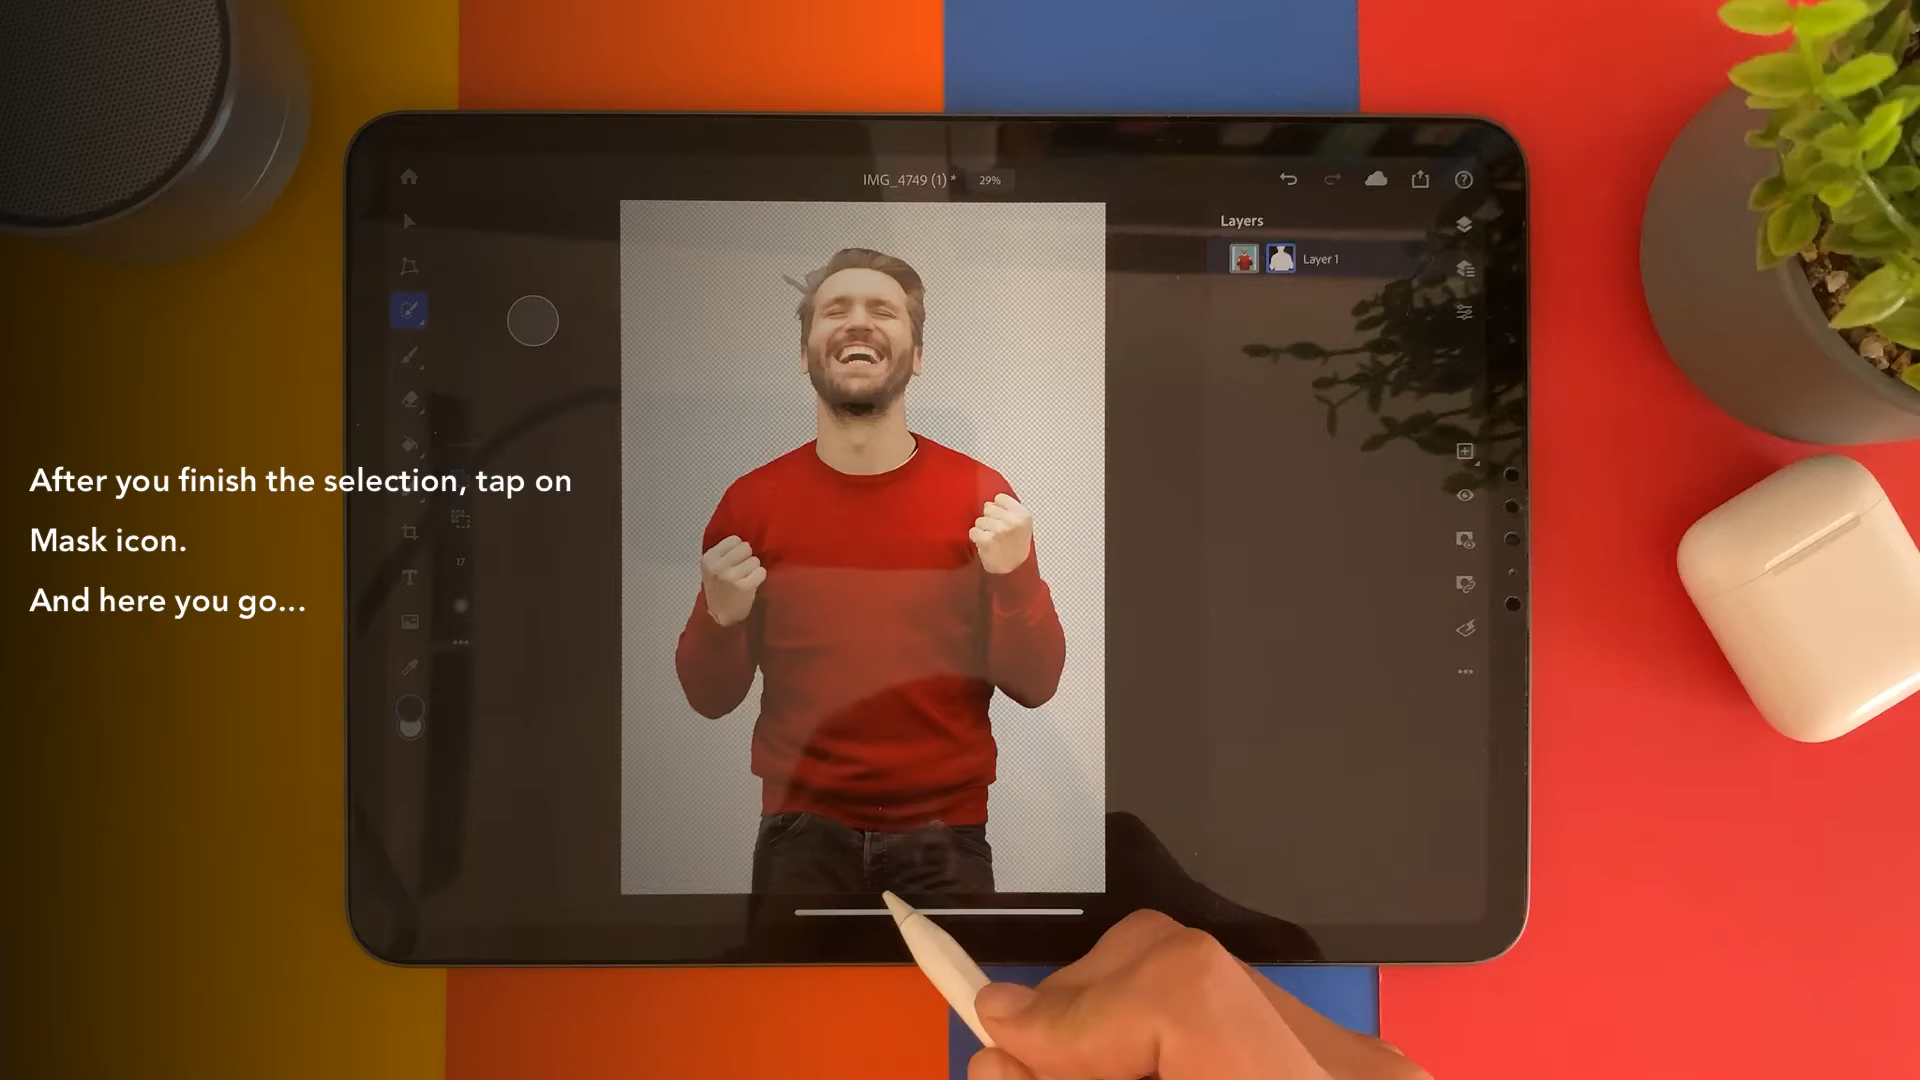 IMG_4749 (1) * 29%
Layers
Layer 1
After you finish the selection, tap on
Mask icon.
And here you go...
17
T